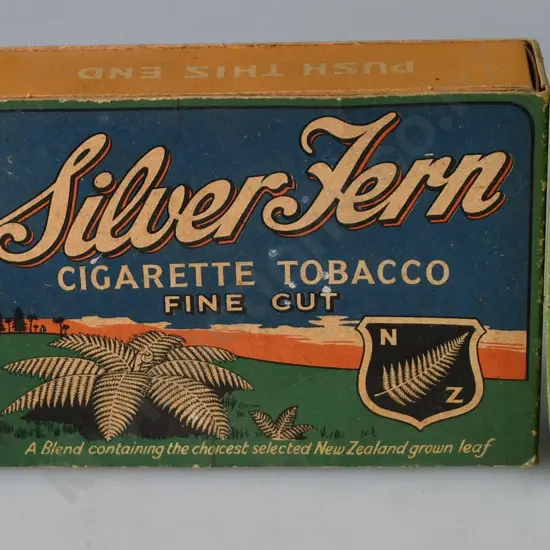 PUSH THIS END
Silver Fern
CIGARETTE TOBACCO
FINE CUT
N
Z
A Blend containing the choicest selected New Zealand grown leaf